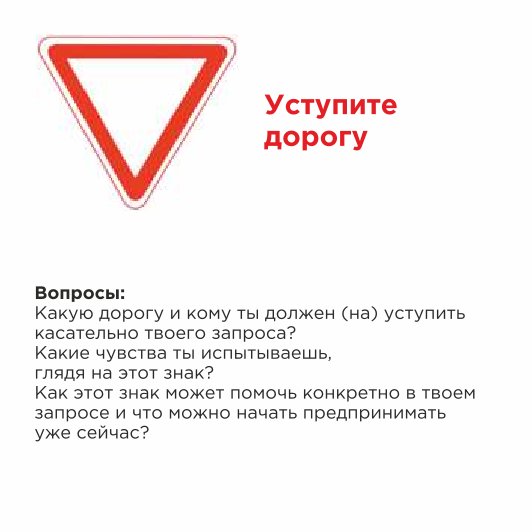 Уступите
дорогу
Вопросы:
Какую дорогу и кому ты должен (на) уступить
касательно твоего запроса?
Какие чувства ты испытываешь,
глядя на этот знак?
Как этот знак может помочь конкретно в твоем
запросе и что можно начать предпринимать
уже сейчас?